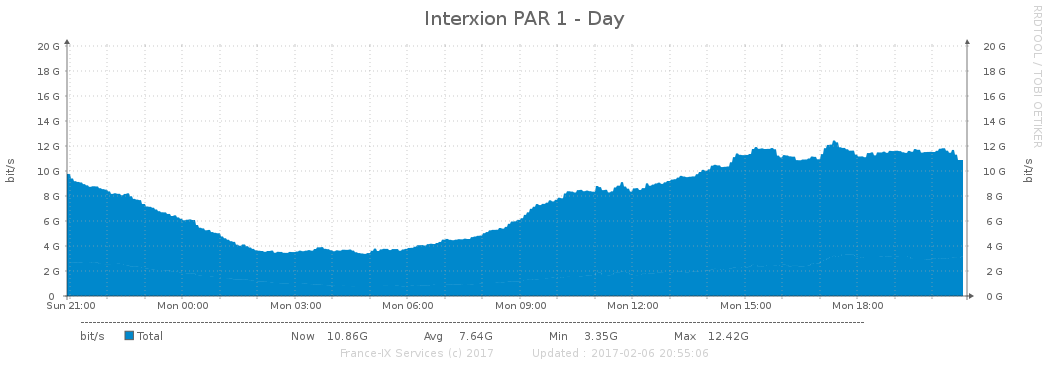 Interxion PAR 1 - Day
RRDTOOL / TOBI OETIKER
bit/s
bit/s
20 G 20 G
18 G 18 G
16 G 16 G
14 G 14 G
12 G 12 G
10 G 10 G
8 G 8 G
6 G 6 G
4 G 4 G
2 G 2 G
0 0 G
Sun 21:00 Mon 00:00 Mon 03:00 Mon 06:00 Mon 09:00 Mon 12:00 Mon 15:00 Mon 18:00
bit/s Total Now 10.86G Avg 7.64G Min 3.35G Max 12.42G
France-IX Services (c) 2017 Updated : 2017-02-06 20:55:06